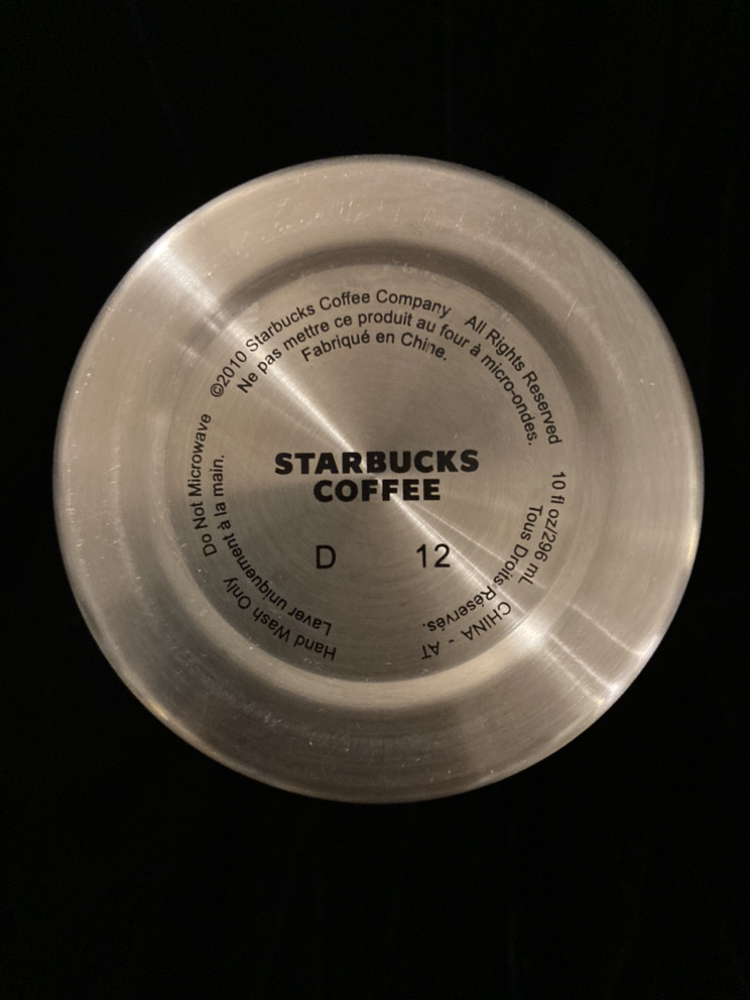 ©2010 Starbucks Coffee Company All Rights Reserved 10 fl oz/296 mL CHINA - AT
Hand Wash Only Do Not Microwave
Ne pas mettre ce produit au four à micro-ondes. Tous Droits Réservés.
Laver uniquement à la main.
Fabriqué en Chine.
STARBUCKS
COFFEE
D 12